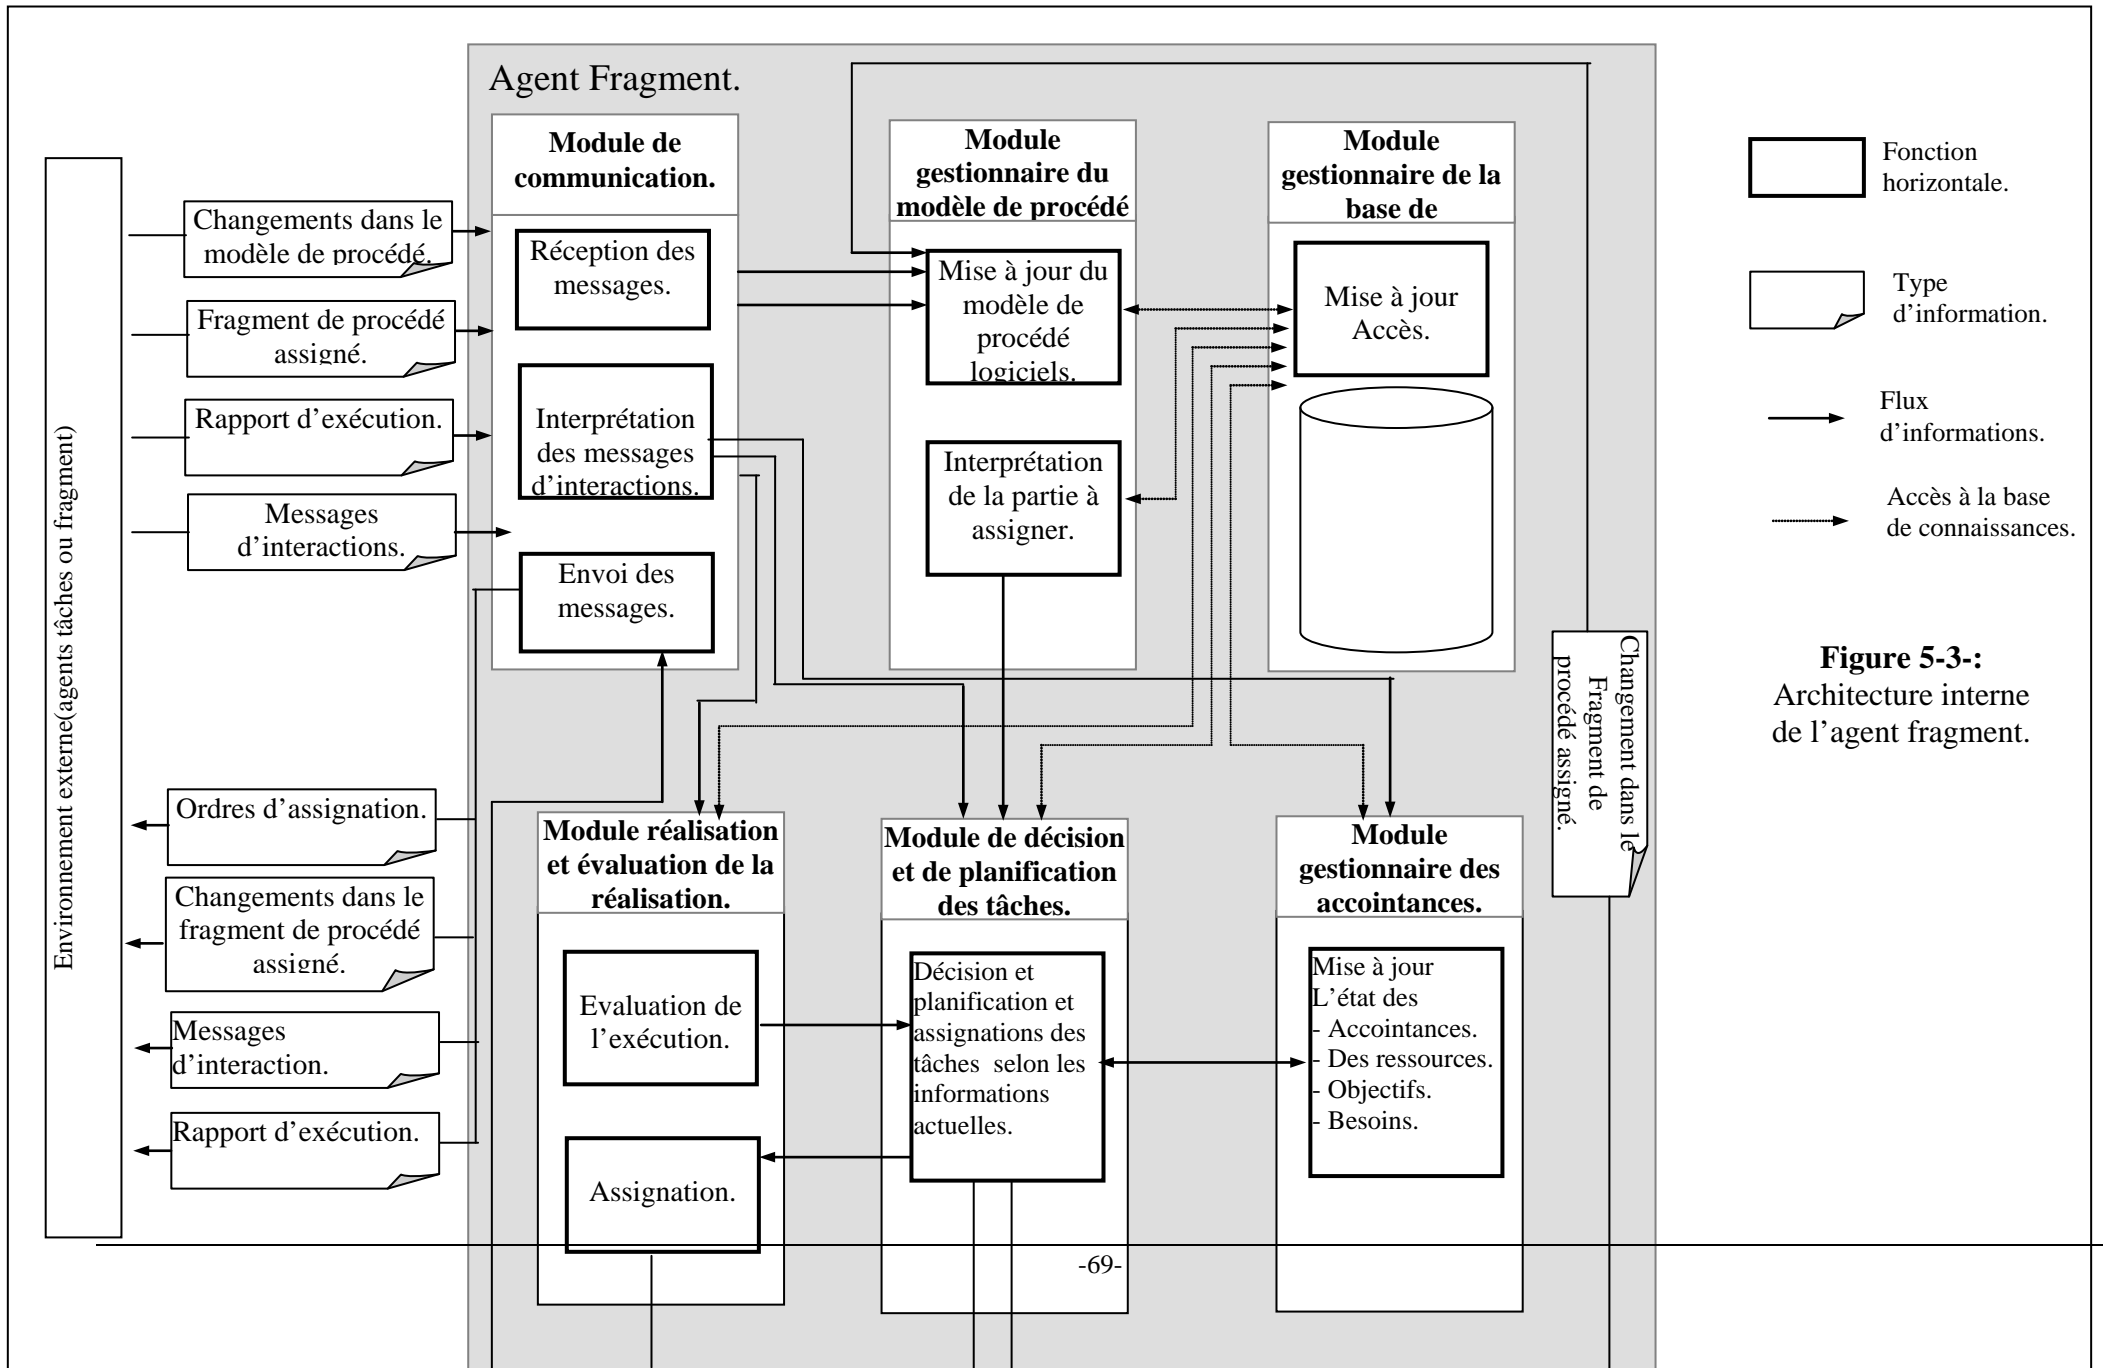 Agent Fragment.
Module de
communication.
Réception des
messages.
Interprétation
des messages
d’interactions.
Envoi des
messages.
Module
gestionnaire du
modèle de procédé
Mise à jour du
modèle de
procédé
logiciels.
Interprétation
de la partie à
assigner.
Module
gestionnaire de la
base de
Mise à jour
Accès.
Environnement externe(agents tâches ou fragment)
Changements dans le
modèle de procédé.
Fragment de procédé
assigné.
Rapport d’exécution.
Messages
d’interactions.
Ordres d’assignation.
Changements dans le
fragment de procédé
assigné.
Messages
d’interaction.
Rapport d’exécution.
Module réalisation
et évaluation de la
réalisation.
Evaluation de
l’exécution.
Assignation.
Module de décision
et de planification
des tâches.
Décision et
planification et
assignations des
tâches selon les
informations
actuelles.
Module
gestionnaire des
accointances.
Mise à jour
L’état des
- Accointances.
- Des ressources.
- Objectifs.
- Besoins.
Changement dans le
Fragment de
procédé assigné.
Fonction
horizontale.
Type
d’information.
Flux
d’informations.
Accès à la base
de connaissances.
Figure 5-3-:
Architecture interne
de l’agent fragment.
-69-